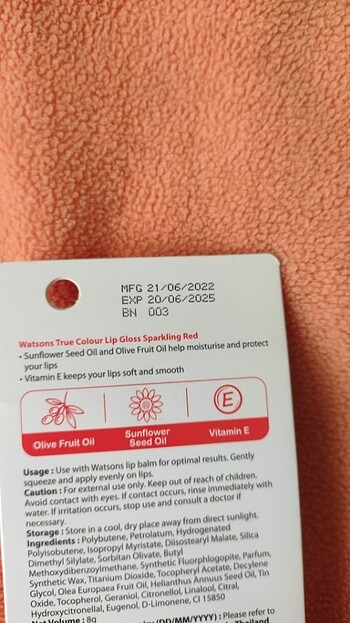 MFG 21/06/2022
EXP 20/06/2025
BN 003
Watsons True Colour Lip Gloss Sparkling Red
• Sunflower Seed Oil and Olive Fruit Oil help moisturise and protect
your lips
• Vitamin E keeps your lips soft and smooth
E
Olive Fruit Oil
Sunflower
Seed Oil
Vitamin E
Usage : Use with Watsons lip balm for optimal results. Gently
squeeze and apply evenly on lips.
Caution : For external use only. Keep out of reach of children.
Avoid contact with eyes. If contact occurs, rinse immediately with
water. If irritation occurs, stop use and consult a doctor if
necessary.
Storage : Store in a cool, dry place away from direct sunlight.
Ingredients : Polybutene, Petrolatum, Hydrogenated
Polyisobutene, Isopropyl Myristate, Diisostearyl Malate, Silica
Dimethyl Silylate, Sorbitan Olivate, Butyl
Methoxydibenzoylmethane, Synthetic Fluorphlogopite, Parfum,
Synthetic Wax, Titanium Dioxide, Tocopheryl Acetate, Decylene
Glycol, Olea Europaea Fruit Oil, Helianthus Annuus Seed Oil, Tin
Oxide, Tocopherol, Geraniol, Citronellol, Linalool, Citral,
Hydroxycitronellal, Eugenol, D-Limonene, CI 15850
Net Volume : 8g
(DD/MM/YYYY) : Please refer to
Thailand